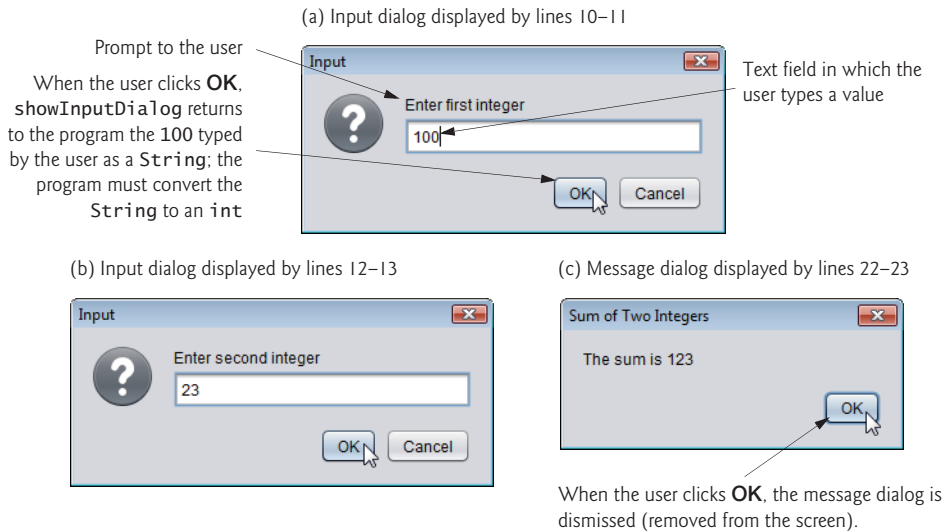 (a) Input dialog displayed by lines 10–11
Prompt to the user
When the user clicks OK,
showInputDialog returns
to the program the 100 typed
by the user as a String; the
program must convert the
String to an int
Input
Enter first integer
100
OK
Cancel
Text field in which the
user types a value
(b) Input dialog displayed by lines 12–13
Input
Enter second integer
23
OK
Cancel
(c) Message dialog displayed by lines 22–23
Sum of Two Integers
The sum is 123
OK
When the user clicks OK, the message dialog is
dismissed (removed from the screen).